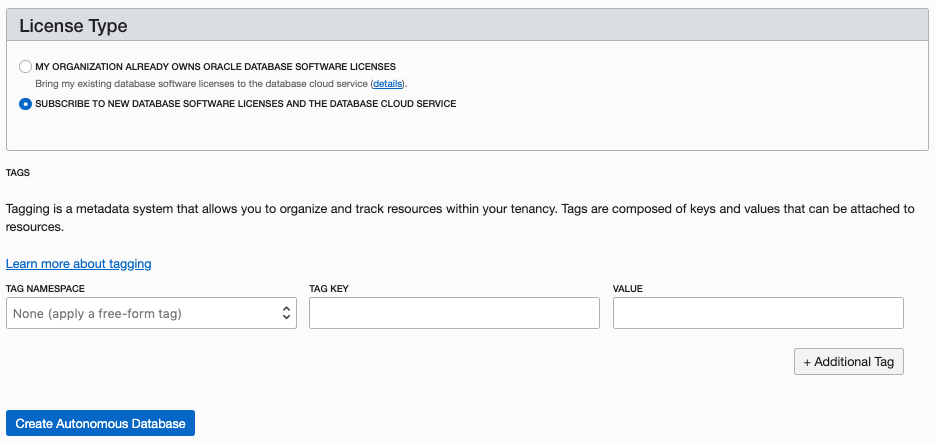 License Type
MY ORGANIZATION ALREADY OWNS ORACLE DATABASE SOFTWARE LICENSES
Bring my existing database software licenses to the database cloud service (details).
SUBSCRIBE TO NEW DATABASE SOFTWARE LICENSES AND THE DATABASE CLOUD SERVICE
TAGS
Tagging is a metadata system that allows you to organize and track resources within your tenancy. Tags are composed of keys and values that can be attached to
resources.
Learn more about tagging
TAG NAMESPACE TAG KEY VALUE
None (apply a free-form tag)
+ Additional Tag
Create Autonomous Database